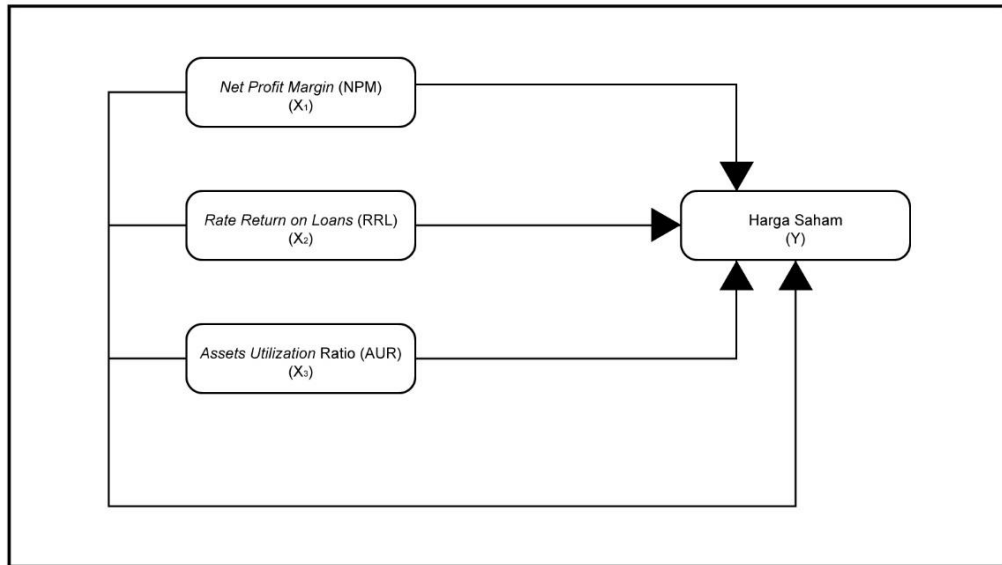 Net Profit Margin (NPM)
(X₁)
Rate Return on Loans (RRL)
(X₂)
Harga Saham
(Y)
Assets Utilization Ratio (AUR)
(X₃)